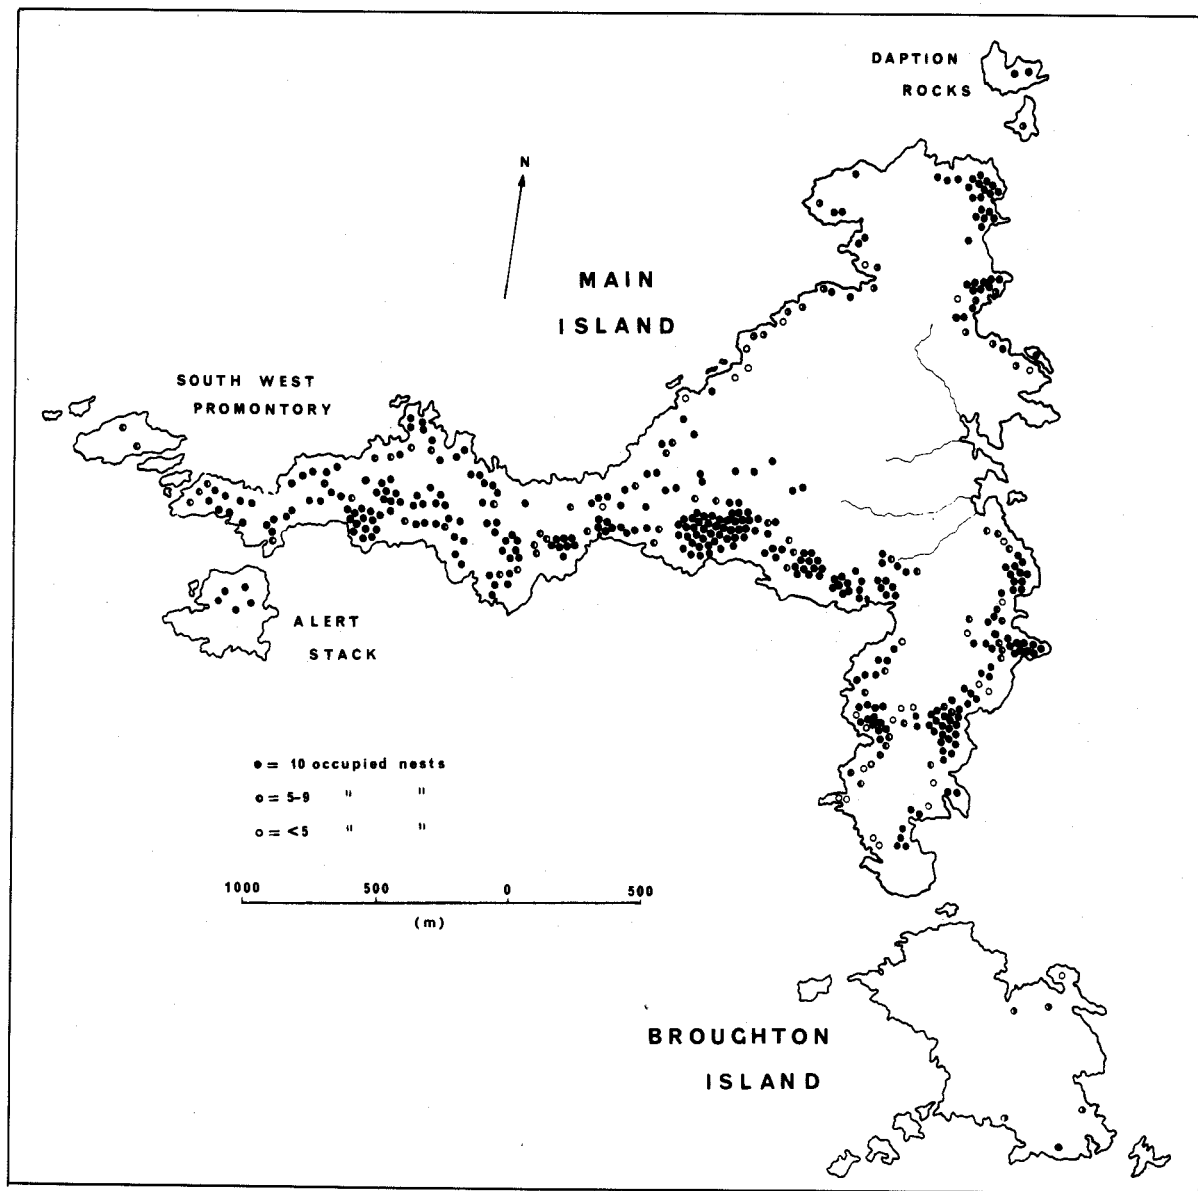 DAPTION
ROCKS
N
MAIN
ISLAND
SOUTH WEST
PROMONTORY
ALERT
STACK
● = 10 occupied nests
◑ = 5-9 " "
○ = <5 " "
1000 500 0 500
(m)
BROUGHTON
ISLAND